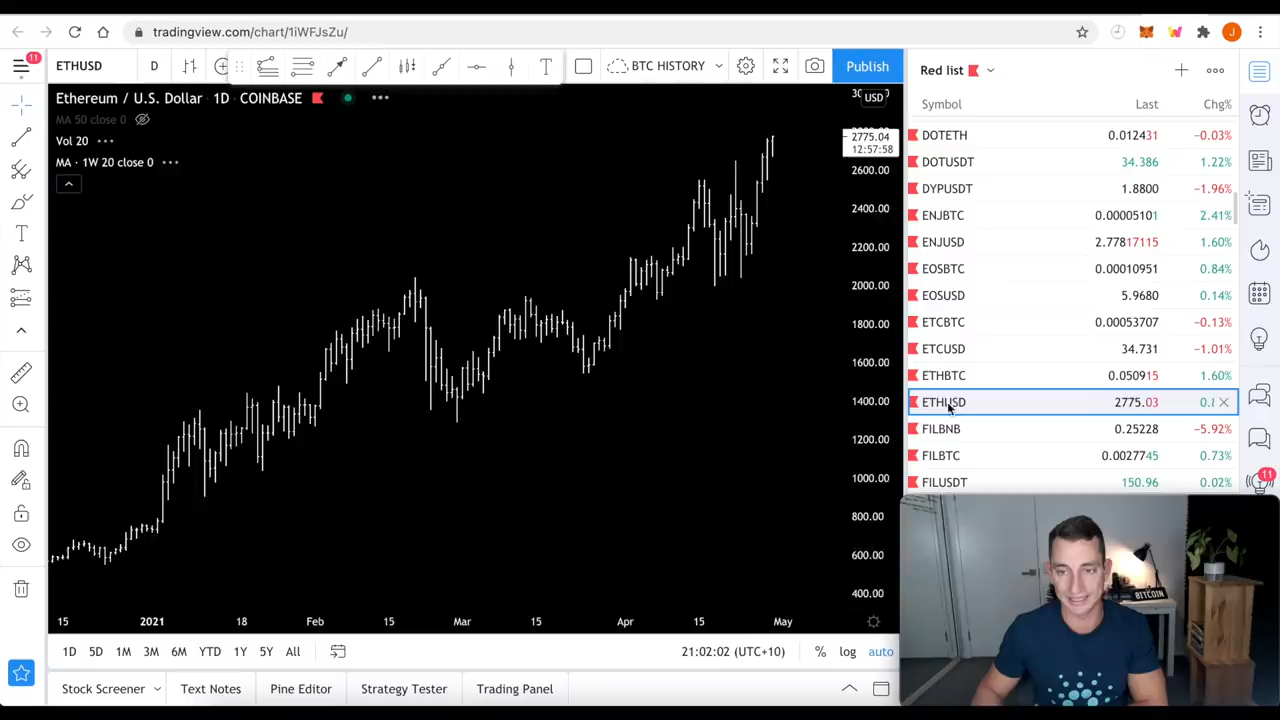 tradingview.com/chart/1iWFJsZu/
J
11
ETHUSD
D
BTC HISTORY
Publish
Red list
Ethereum / U.S. Dollar · 1D · COINBASE
USD
MA 50 close 0
Vol 20
MA · 1W 20 close 0
2775.04
12:57:58
2600.00
2400.00
2200.00
2000.00
1800.00
1600.00
1400.00
1200.00
1000.00
800.00
600.00
400.00
15 2021 18 Feb 15 Mar 15 Apr 15 May
1D 5D 1M 3M 6M YTD 1Y 5Y All
21:02:02 (UTC+10)
% log auto
Stock Screener Text Notes Pine Editor Strategy Tester Trading Panel
Symbol Last Chg%
DOTETH 0.012431 −0.03%
DOTUSDT 34.386 1.22%
DYPUSDT 1.8800 −1.96%
ENJBTC 0.00005101 2.41%
ENJUSD 2.77817115 1.60%
EOSBTC 0.00010951 0.84%
EOSUSD 5.9680 0.14%
ETCBTC 0.00053707 −0.13%
ETCUSD 34.731 −1.01%
ETHBTC 0.050915 1.60%
ETHUSD 2775.03
FILBNB 0.25228 −5.92%
FILBTC 0.0027745 0.73%
FILUSDT 150.96 0.02%
11
BITCOIN